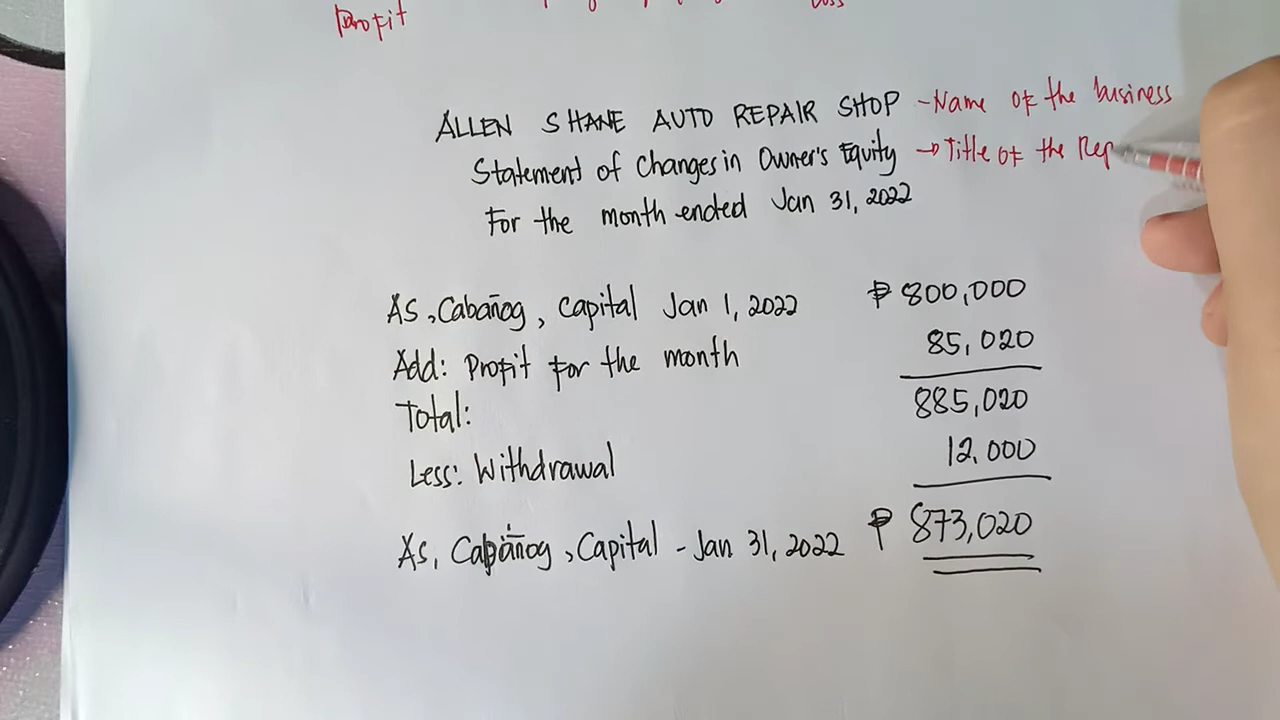 Profit loss
ALLEN SHANE AUTO REPAIR SHOP -Name of the business
Statement of Changes in Owner's Equity →Title of the Rep
For the month ended Jan 31, 2022
AS, Cabañog, Capital Jan 1, 2022 ₱ 800,000
Add: Profit for the month 85,020
Total: 885,020
Less: Withdrawal 12,000
AS, Cabañog, Capital - Jan 31, 2022 ₱ 873,020